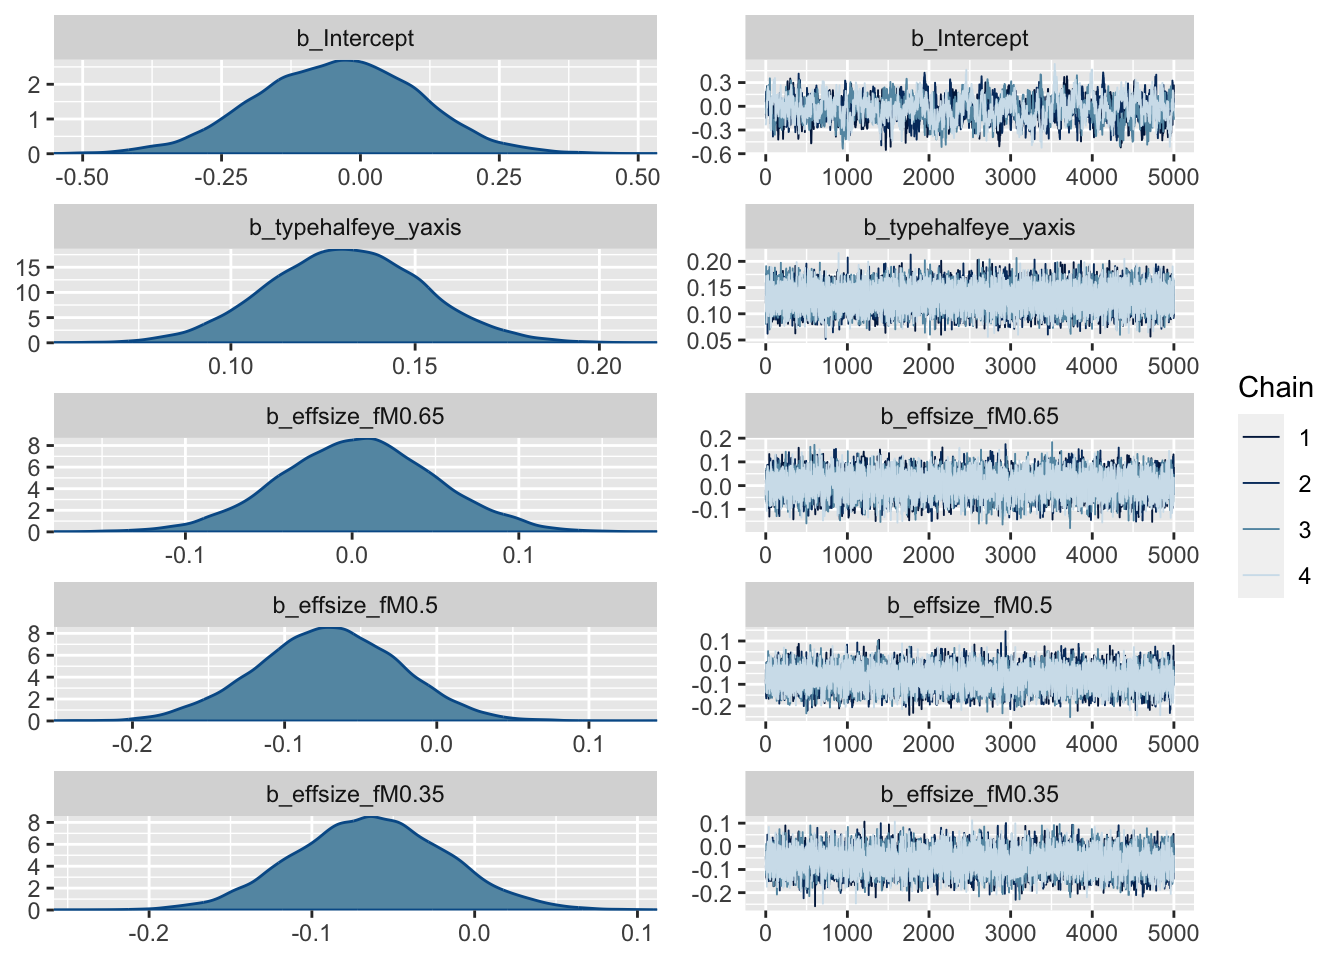 b_Intercept
2
1
0
-0.50 -0.25 0.00 0.25 0.50
b_Intercept
0.3
0.0
-0.3
-0.6
0 1000 2000 3000 4000 5000
b_typehalfeye_yaxis
15
10
5
0
0.10 0.15 0.20
b_typehalfeye_yaxis
0.20
0.15
0.10
0.05
0 1000 2000 3000 4000 5000
b_effsize_fM0.65
8
6
4
2
0
-0.1 0.0 0.1
b_effsize_fM0.65
0.2
0.1
0.0
-0.1
0 1000 2000 3000 4000 5000
b_effsize_fM0.5
8
6
4
2
0
-0.2 -0.1 0.0 0.1
b_effsize_fM0.5
0.1
0.0
-0.1
-0.2
0 1000 2000 3000 4000 5000
b_effsize_fM0.35
8
6
4
2
0
-0.2 -0.1 0.0 0.1
b_effsize_fM0.35
0.1
0.0
-0.1
-0.2
0 1000 2000 3000 4000 5000
Chain
1
2
3
4